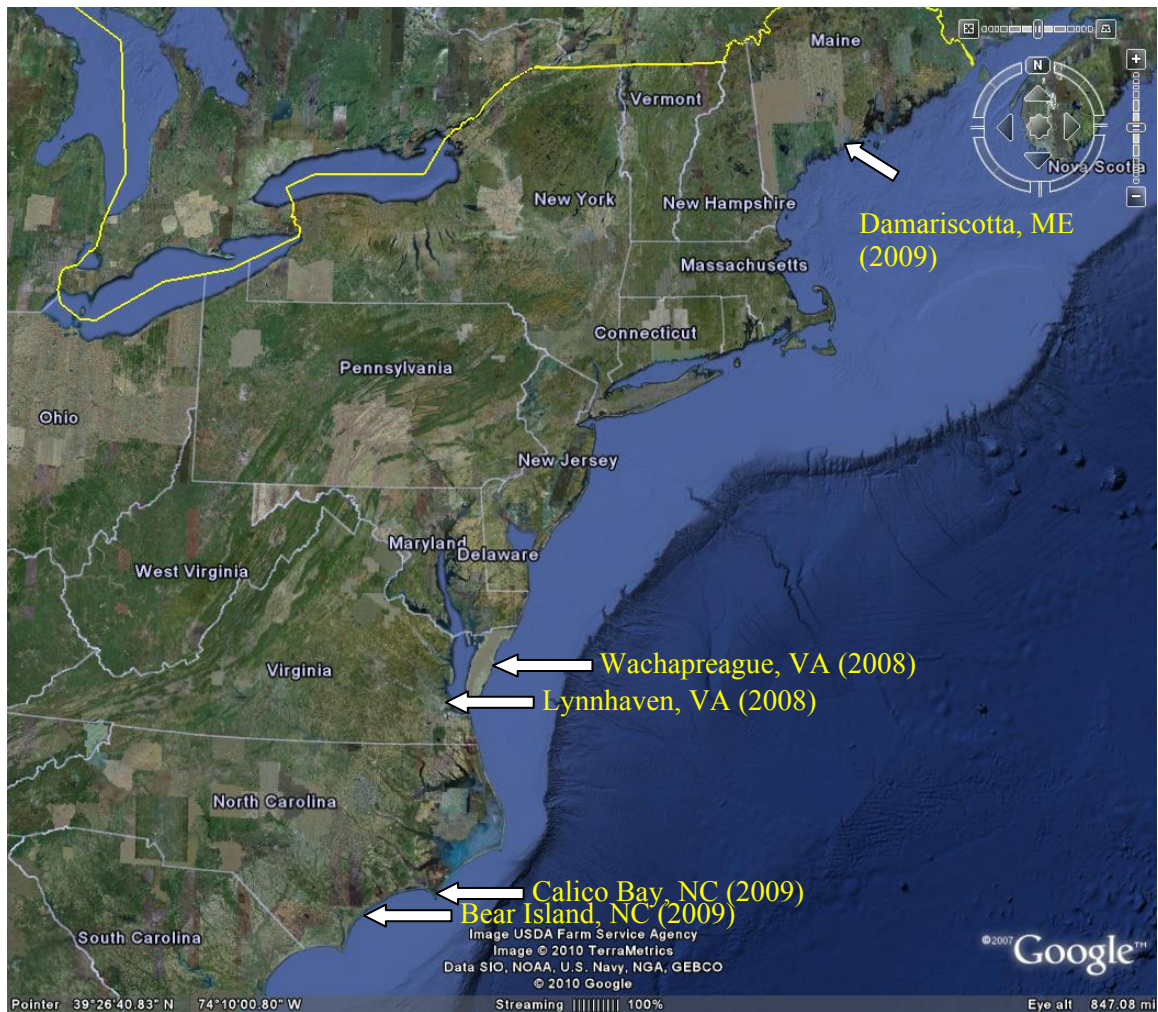 Maine
N
Vermont
Nova Scotia
New York
New Hampshire
Damariscotta, ME
(2009)
Massachusetts
Connecticut
Pennsylvania
Ohio
New Jersey
Maryland
Delaware
West Virginia
Virginia
Wachapreague, VA (2008)
Lynnhaven, VA (2008)
North Carolina
Calico Bay, NC (2009)
Bear Island, NC (2009)
South Carolina
Image USDA Farm Service Agency
Image © 2010 TerraMetrics
Data SIO, NOAA, U.S. Navy, NGA, GEBCO
© 2010 Google
©2007 Google™
Pointer 39°26'40.83" N 74°10'00.80" W Streaming ||||||||| 100% Eye alt 847.08 mi